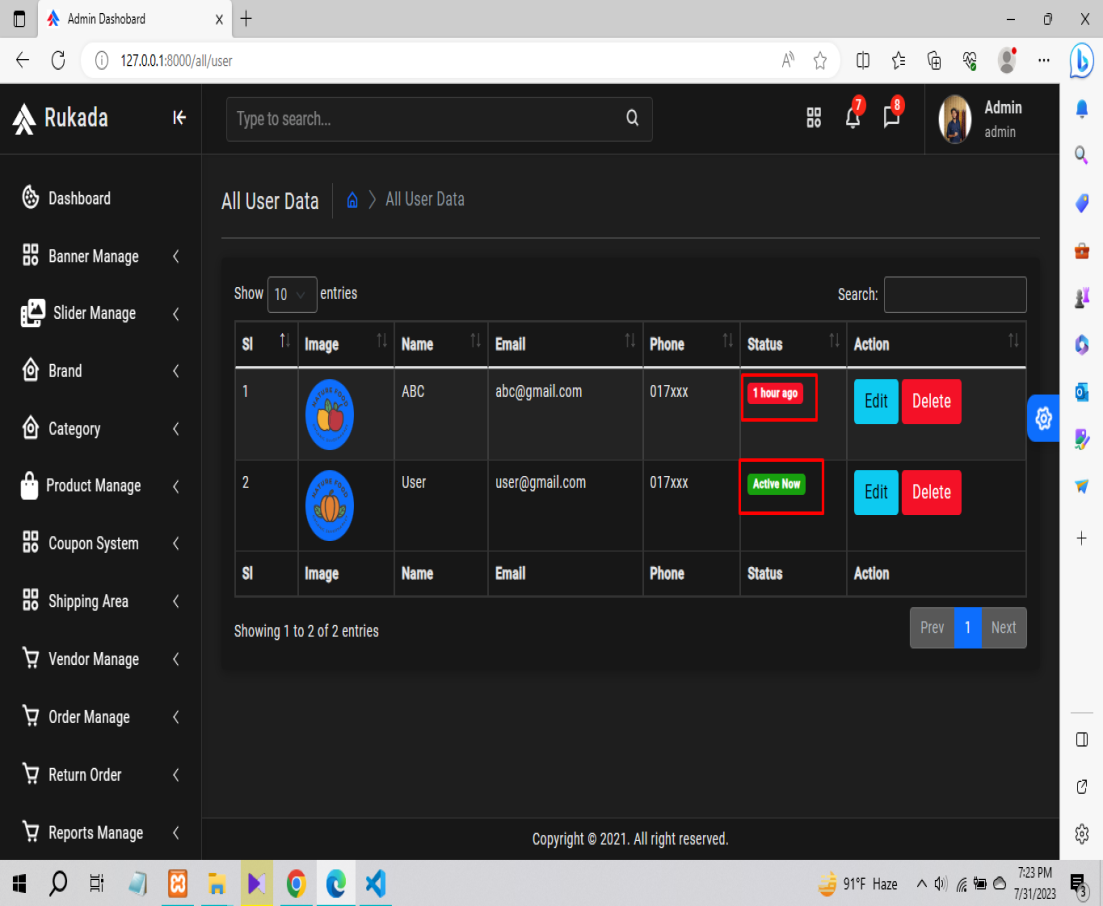 Admin Dashobard
127.0.0.1:8000/all/user
Rukada
Type to search...
7
8
Admin
admin
Dashboard
Banner Manage
Slider Manage
Brand
Category
Product Manage
Coupon System
Shipping Area
Vendor Manage
Order Manage
Return Order
Reports Manage
All User Data
All User Data
Show 10 entries
Search:
Sl Image Name Email Phone Status Action
1 ABC abc@gmail.com 017xxx 1 hour ago Edit Delete
2 User user@gmail.com 017xxx Active Now Edit Delete
Sl Image Name Email Phone Status Action
Showing 1 to 2 of 2 entries
Prev 1 Next
Copyright © 2021. All right reserved.
91°F Haze
7:23 PM
7/31/2023
3